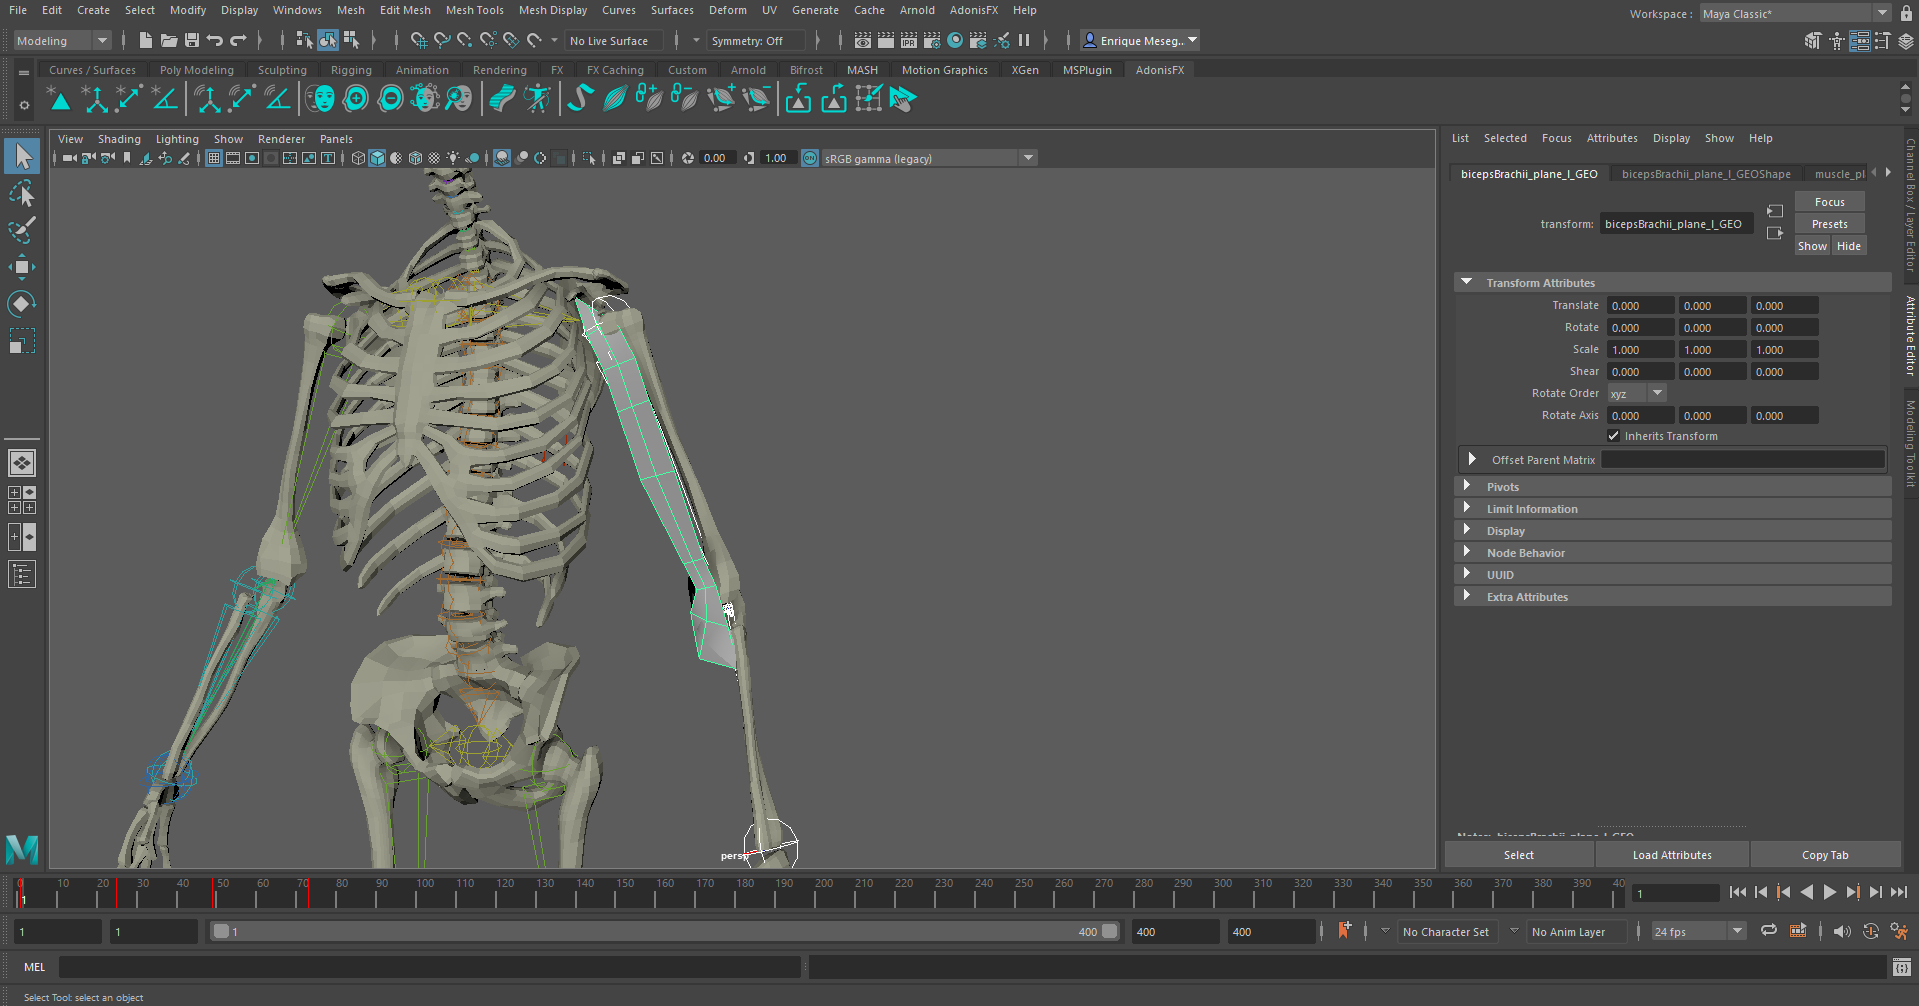 File Edit Create Select Modify Display Windows Mesh Edit Mesh Mesh Tools Mesh Display Curves Surfaces Deform UV Generate Cache Arnold AdonisFX Help
Workspace : Maya Classic*
Modeling
No Live Surface
Symmetry: Off
IPR
Enrique Meseg...
Curves / Surfaces Poly Modeling Sculpting Rigging Animation Rendering FX FX Caching Custom Arnold Bifrost MASH Motion Graphics XGen MSPlugin AdonisFX
View Shading Lighting Show Renderer Panels
0.00 1.00 ON sRGB gamma (legacy)
persp
List Selected Focus Attributes Display Show Help
bicepsBrachii_plane_l_GEO bicepsBrachii_plane_l_GEOShape muscle_pl
transform: bicepsBrachii_plane_l_GEO
Focus
Presets
Show Hide
Transform Attributes
Translate 0.000 0.000 0.000
Rotate 0.000 0.000 0.000
Scale 1.000 1.000 1.000
Shear 0.000 0.000 0.000
Rotate Order xyz
Rotate Axis 0.000 0.000 0.000
Inherits Transform
Offset Parent Matrix
Pivots
Limit Information
Display
Node Behavior
UUID
Extra Attributes
Notes: bicepsBrachii_plane_l_GEO
Select Load Attributes Copy Tab
Channel Box / Layer Editor
Attribute Editor
Modeling Toolkit
0 10 20 30 40 50 60 70 80 90 100 110 120 130 140 150 160 170 180 190 200 210 220 230 240 250 260 270 280 290 300 310 320 330 340 350 360 370 380 390 40
1
1
1 1 1 400 400 400
No Character Set
No Anim Layer
24 fps
MEL
Select Tool: select an object